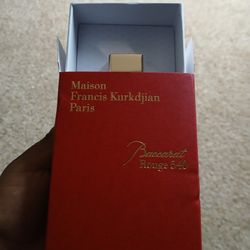 Maison
Francis Kurkdjian
Paris
Baccarat
Rouge 540